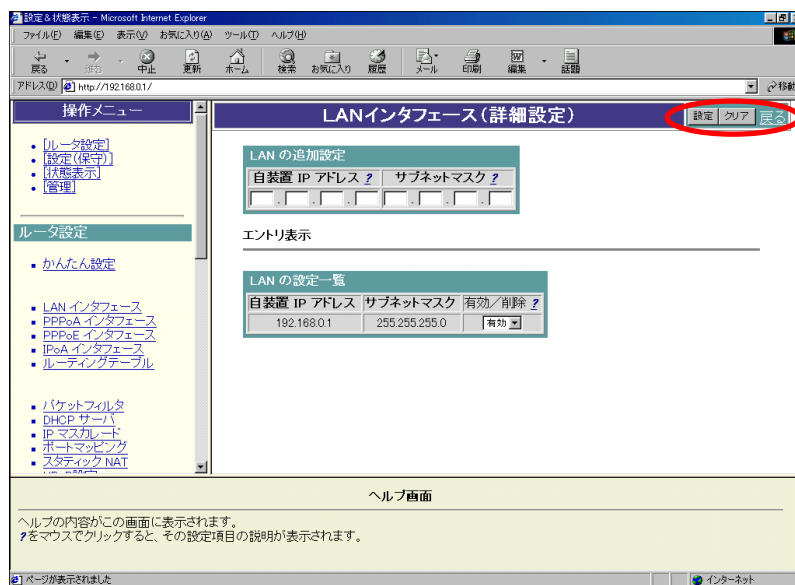 設定&状態表示 - Microsoft Internet Explorer
ファイル(F) 編集(E) 表示(V) お気に入り(A) ツール(T) ヘルプ(H)
戻る 進む 中止 更新 ホーム 検索 お気に入り 履歴 メール 印刷 編集 話題
アドレス(D) http://192.168.0.1/ 移動
操作メニュー
LANインタフェース(詳細設定) 設定 クリア 戻る
[ルータ設定]
[設定(保守)]
[状態表示]
[管理]
LAN の追加設定
自装置 IP アドレス ? サブネットマスク ?
. . . . . .
ルータ設定
エントリ表示
かんたん設定
LAN の設定一覧
自装置 IP アドレス サブネットマスク 有効/削除 ?
192.168.0.1 255.255.255.0 有効
LAN インタフェース
PPPoA インタフェース
PPPoE インタフェース
IPoA インタフェース
ルーティングテーブル
パケットフィルタ
DHCP サーバ
IP マスカレード
ポートマッピング
スタティック NAT
ヘルプ画面
ヘルプの内容がこの画面に表示されます。
?をマウスでクリックすると、その設定項目の説明が表示されます。
ページが表示されました インターネット